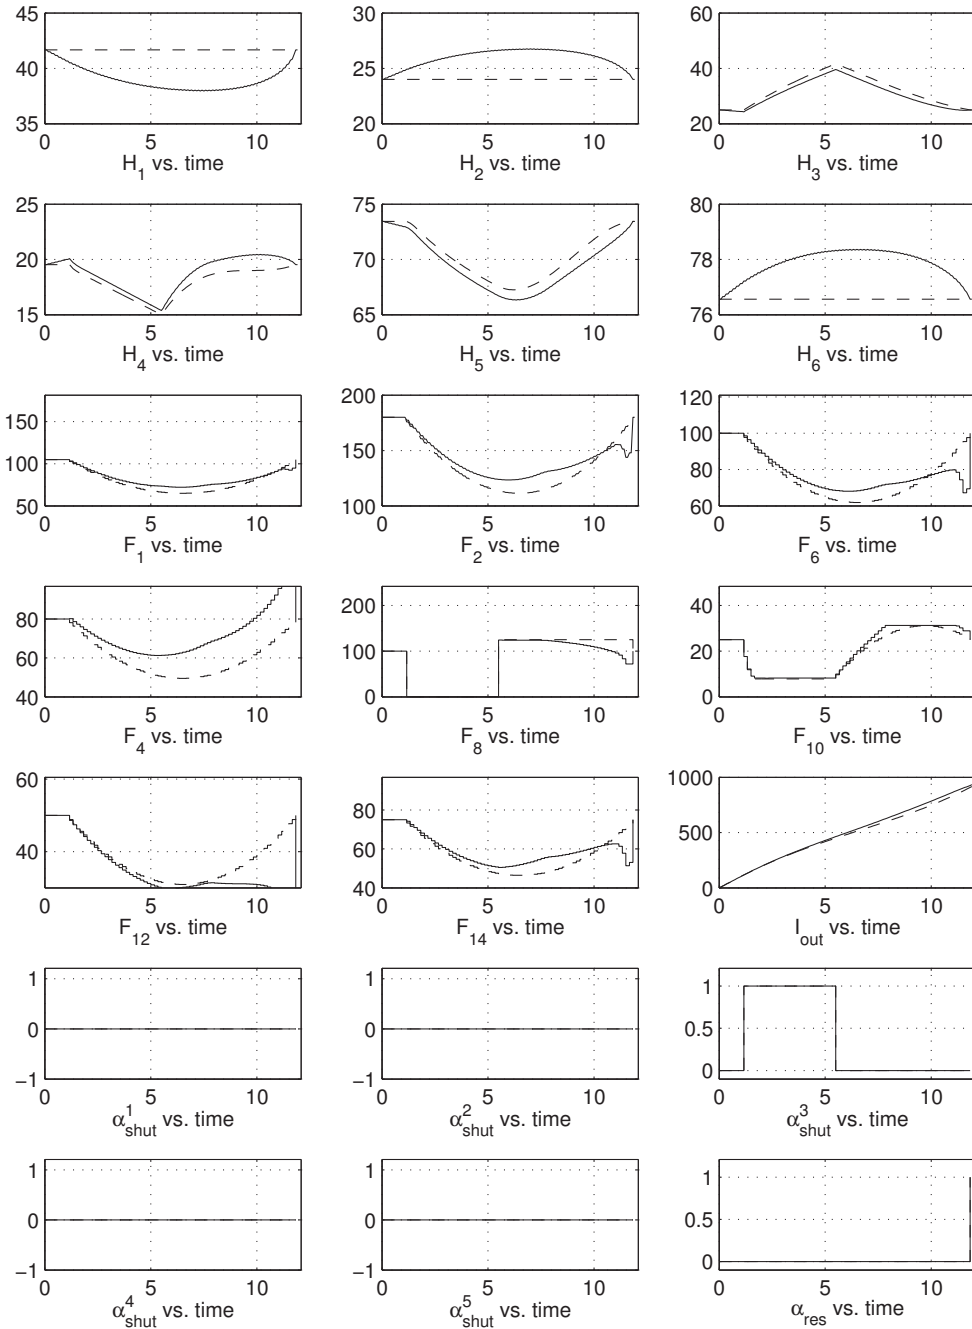 45
40
35
0 5 10
H1 vs. time
30
25
20
0 5 10
H2 vs. time
60
40
20
0 5 10
H3 vs. time
25
20
15
0 5 10
H4 vs. time
75
70
65
0 5 10
H5 vs. time
80
78
76
0 5 10
H6 vs. time
150
100
50
0 5 10
F1 vs. time
200
150
100
0 5 10
F2 vs. time
120
100
80
60
0 5 10
F6 vs. time
80
60
40
0 5 10
F4 vs. time
200
100
0
0 5 10
F8 vs. time
40
20
0
0 5 10
F10 vs. time
60
40
0 5 10
F12 vs. time
80
60
40
0 5 10
F14 vs. time
1000
500
0
0 5 10
Iout vs. time
1
0
−1
0 5 10
α1shut vs. time
1
0
−1
0 5 10
α2shut vs. time
1
0.5
0
0 5 10
α3shut vs. time
1
0
−1
0 5 10
α4shut vs. time
1
0
−1
0 5 10
α5shut vs. time
1
0.5
0
0 5 10
αres vs. time